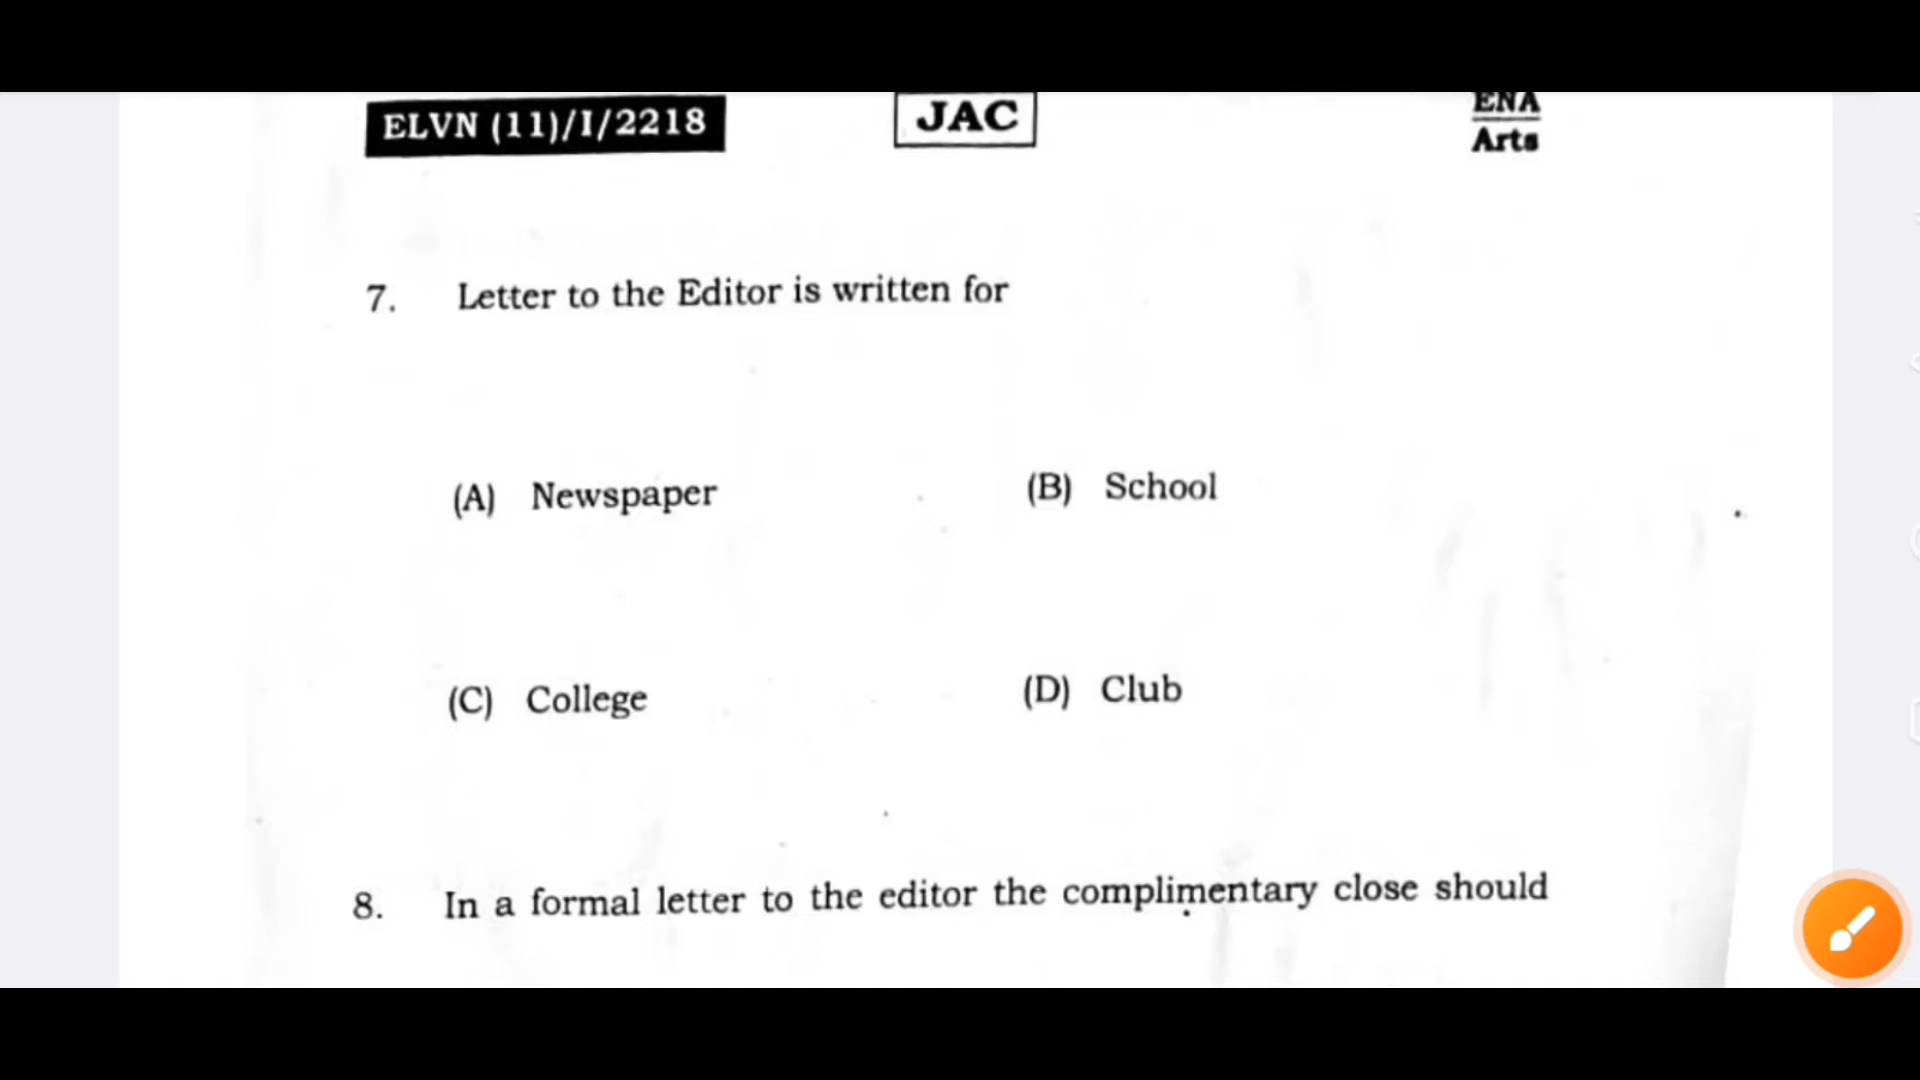 ELVN (11)/I/2218 JAC ENA
Arts
7. Letter to the Editor is written for
(A) Newspaper (B) School
(C) College (D) Club
8. In a formal letter to the editor the complimentary close should